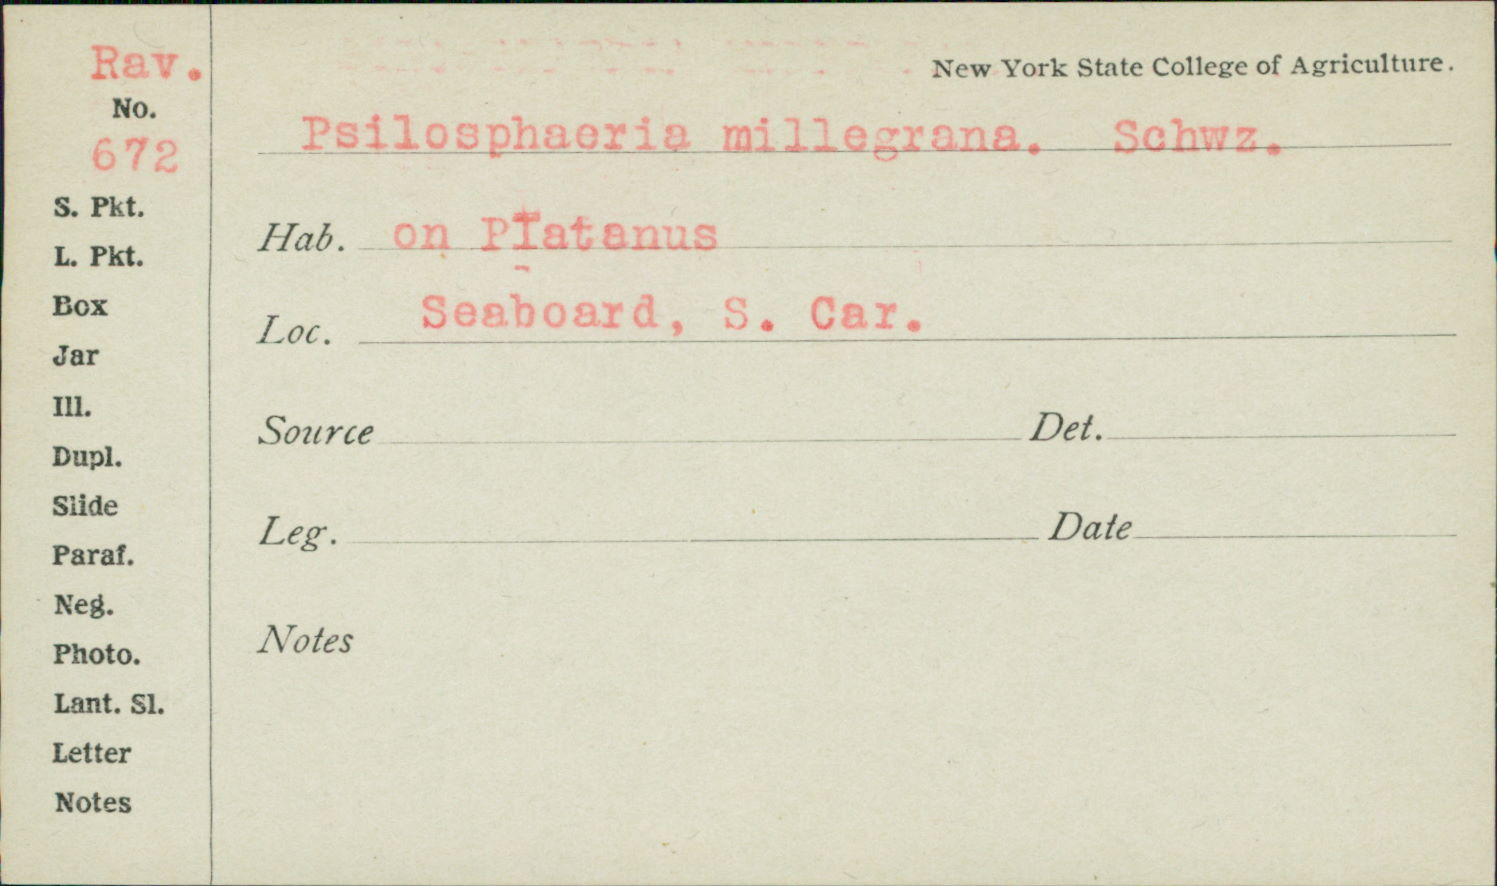 Rav.
No.
672
S. Pkt.
L. Pkt.
Box
Jar
Ill.
Dupl.
Slide
Paraf.
Neg.
Photo.
Lant. Sl.
Letter
Notes
New York State College of Agriculture.
Psilosphaeria millegrana. Schwz.
Hab. on Platanus
Loc. Seaboard, S. Car.
Source Det.
Leg. Date
Notes